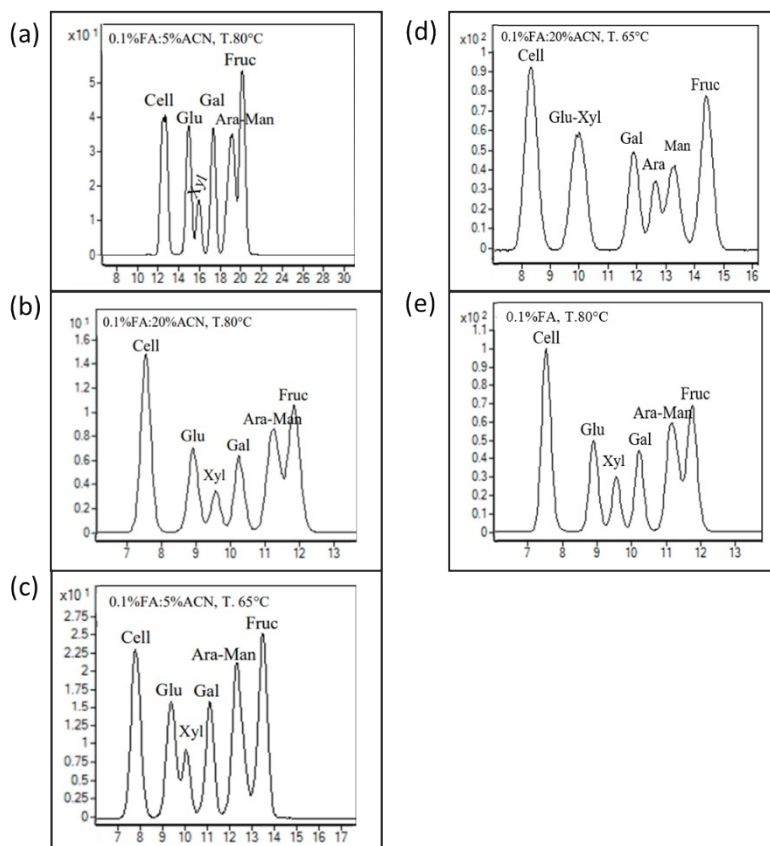 (a)
x10 1
0.1%FA:5%ACN, T.80°C
Fruc
Cell
Glu
Gal
Ara-Man
Xyl
5
4
3
2
1
0
8 10 12 14 16 18 20 22 24 26 28 30
(b)
x10 1
0.1%FA:20%ACN, T.80°C
Cell
Fruc
Ara-Man
Glu
Gal
Xyl
1.6
1.4
1.2
1
0.8
0.6
0.4
0.2
0
7 8 9 10 11 12 13
(c)
x10 1
0.1%FA:5%ACN, T. 65°C
Fruc
Cell
Ara-Man
Glu
Gal
Xyl
2.75
2.5
2.25
2
1.75
1.5
1.25
1
0.75
0.5
0.25
0
7 8 9 10 11 12 13 14 15 16 17
(d)
x10 2
0.1%FA:20%ACN, T. 65°C
Cell
Fruc
Glu-Xyl
Gal
Ara
Man
1
0.9
0.8
0.7
0.6
0.5
0.4
0.3
0.2
0.1
0
8 9 10 11 12 13 14 15 16
(e)
x10 2
0.1%FA, T.80°C
Cell
Fruc
Ara-Man
Glu
Gal
Xyl
1.1
1
0.9
0.8
0.7
0.6
0.5
0.4
0.3
0.2
0.1
0
7 8 9 10 11 12 13